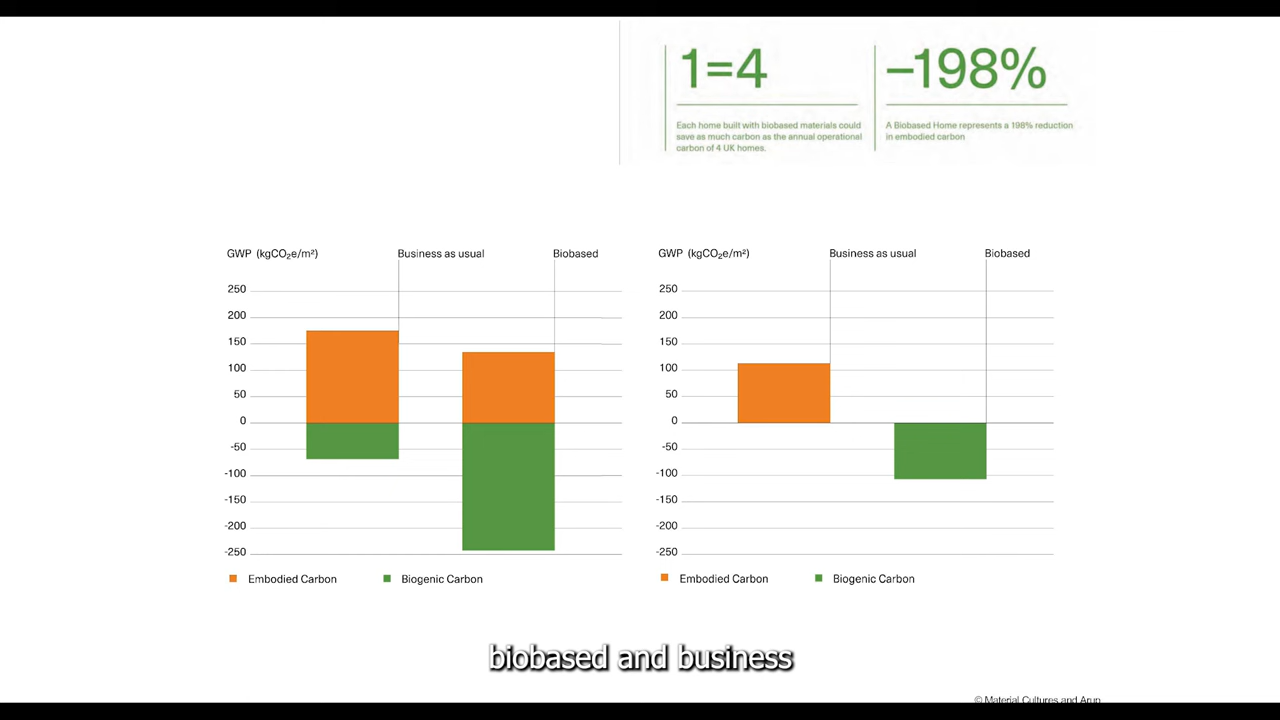 1=4
Each home built with biobased materials could
save as much carbon as the annual operational
carbon of 4 UK homes.
–198%
A Biobased Home represents a 198% reduction
in embodied carbon
GWP (kgCO₂e/m²)
Business as usual
Biobased
250
200
150
100
50
0
-50
-100
-150
-200
-250
Embodied Carbon
Biogenic Carbon
GWP (kgCO₂e/m²)
Business as usual
Biobased
250
200
150
100
50
0
-50
-100
-150
-200
-250
Embodied Carbon
Biogenic Carbon
biobased and business
© Material Cultures and Arup